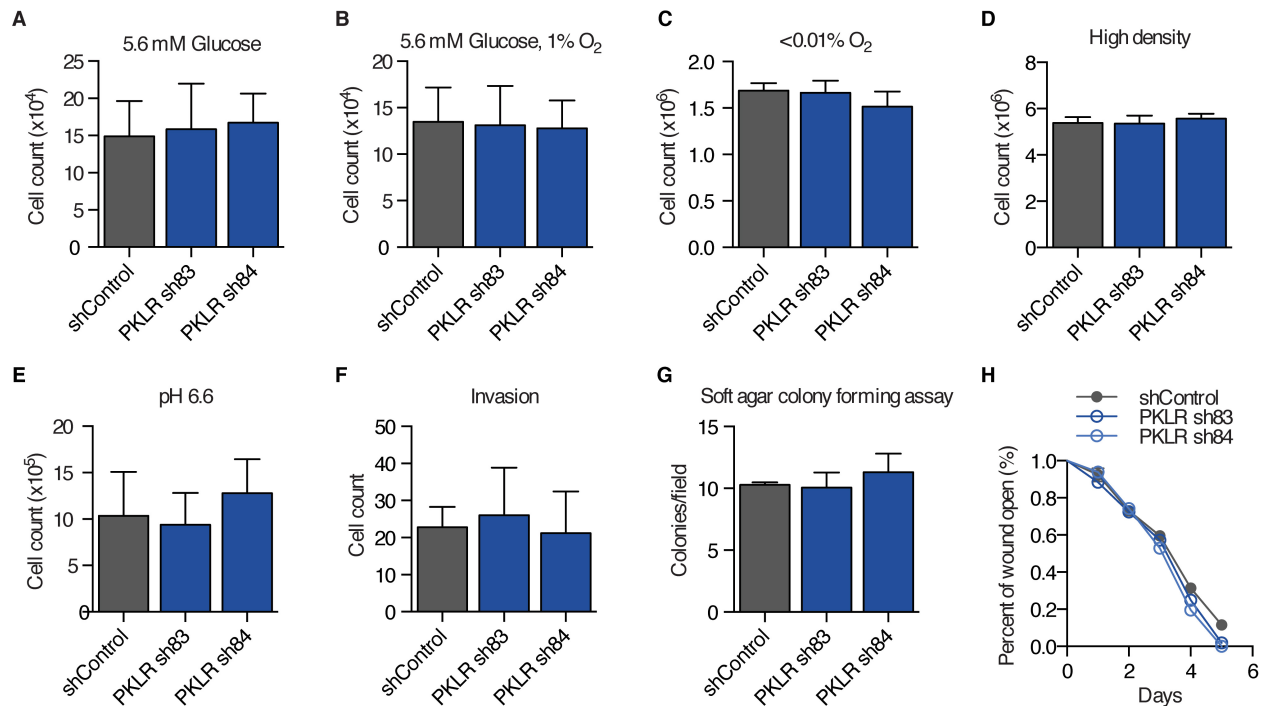 A
5.6 mM Glucose
Cell count (x10⁴)
25
20
15
10
5
0
shControl
PKLR sh83
PKLR sh84
B
5.6 mM Glucose, 1% O₂
Cell count (x10⁴)
20
15
10
5
0
shControl
PKLR sh83
PKLR sh84
C
<0.01% O₂
Cell count (x10⁶)
2.0
1.5
1.0
0.5
0.0
shControl
PKLR sh83
PKLR sh84
D
High density
Cell count (x10⁶)
8
6
4
2
0
shControl
PKLR sh83
PKLR sh84
E
pH 6.6
Cell count (x10⁵)
20
15
10
5
0
shControl
PKLR sh83
PKLR sh84
F
Invasion
Cell count
50
40
30
20
10
0
shControl
PKLR sh83
PKLR sh84
G
Soft agar colony forming assay
Colonies/field
15
10
5
0
shControl
PKLR sh83
PKLR sh84
H
shControl
PKLR sh83
PKLR sh84
Percent of wound open (%)
1.0
0.8
0.6
0.4
0.2
0.0
0 2 4 6
Days